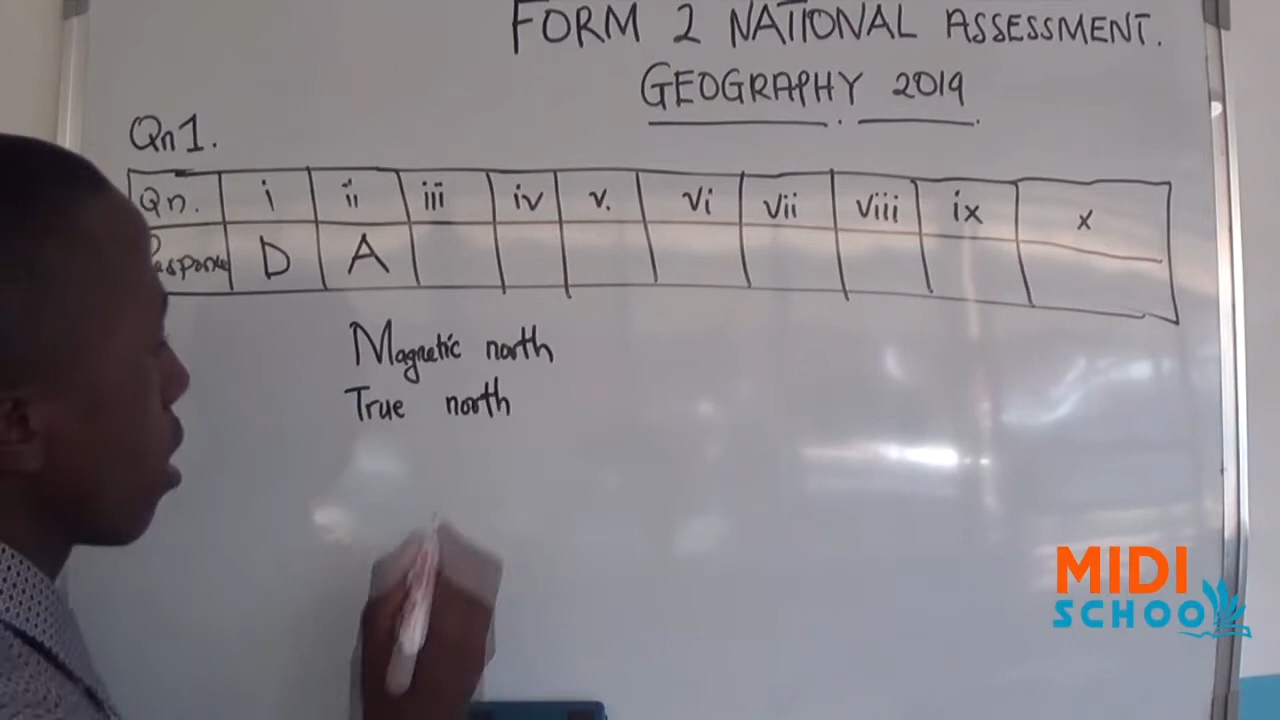 FORM 2 NATIONAL ASSESSMENT.
GEOGRAPHY 2019
Qn1.
Qn. i ii iii iv v. vi vii viii ix x
D A
Magnetic north
True north
MIDI
SCHOOL